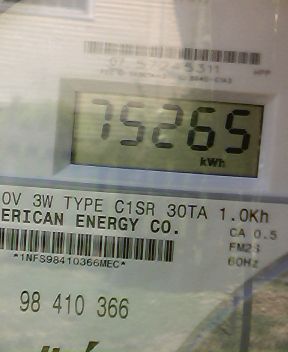 75265
kWh
0V 3W TYPE C1SR 30TA 1.0Kh
ERICAN ENERGY CO.
CA 0.5
FM2S
60Hz
*1NFS98410366MEC*
98 410 366